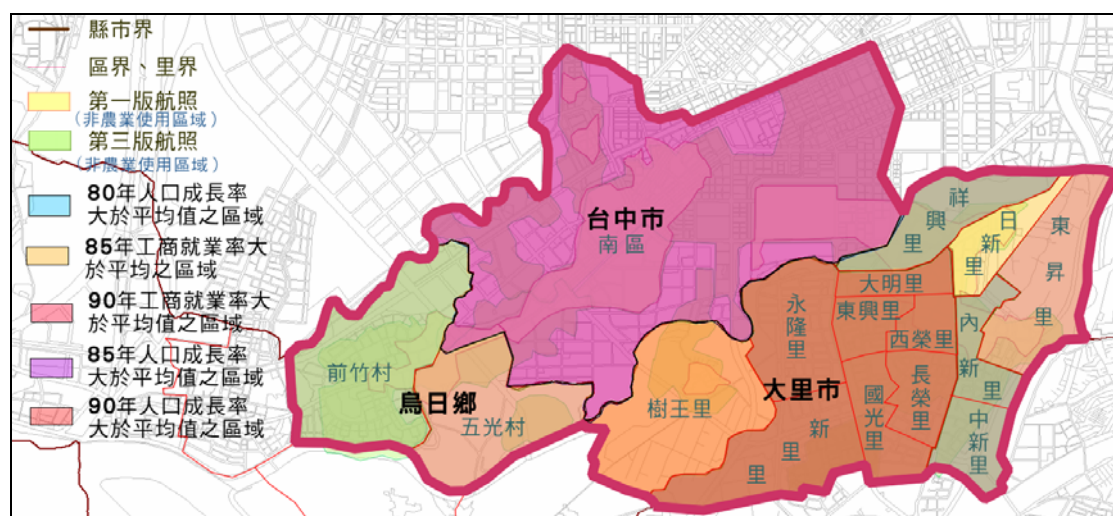 縣市界
區界、里界
第一版航照
(非農業使用區域)
第三版航照
(非農業使用區域)
80年人口成長率
大於平均值之區域
85年工商就業率大
於平均之區域
90年工商就業率大
於平均值之區域
85年人口成長率
大於平均值之區域
90年人口成長率
大於平均值之區域
台中市
南區
祥興里
日新里
東昇里
大明里
永隆里
東興里
西榮里
內新里
前竹村
烏日鄉
五光村
樹王里
大里市
國光里
長榮里
新里里
中新里